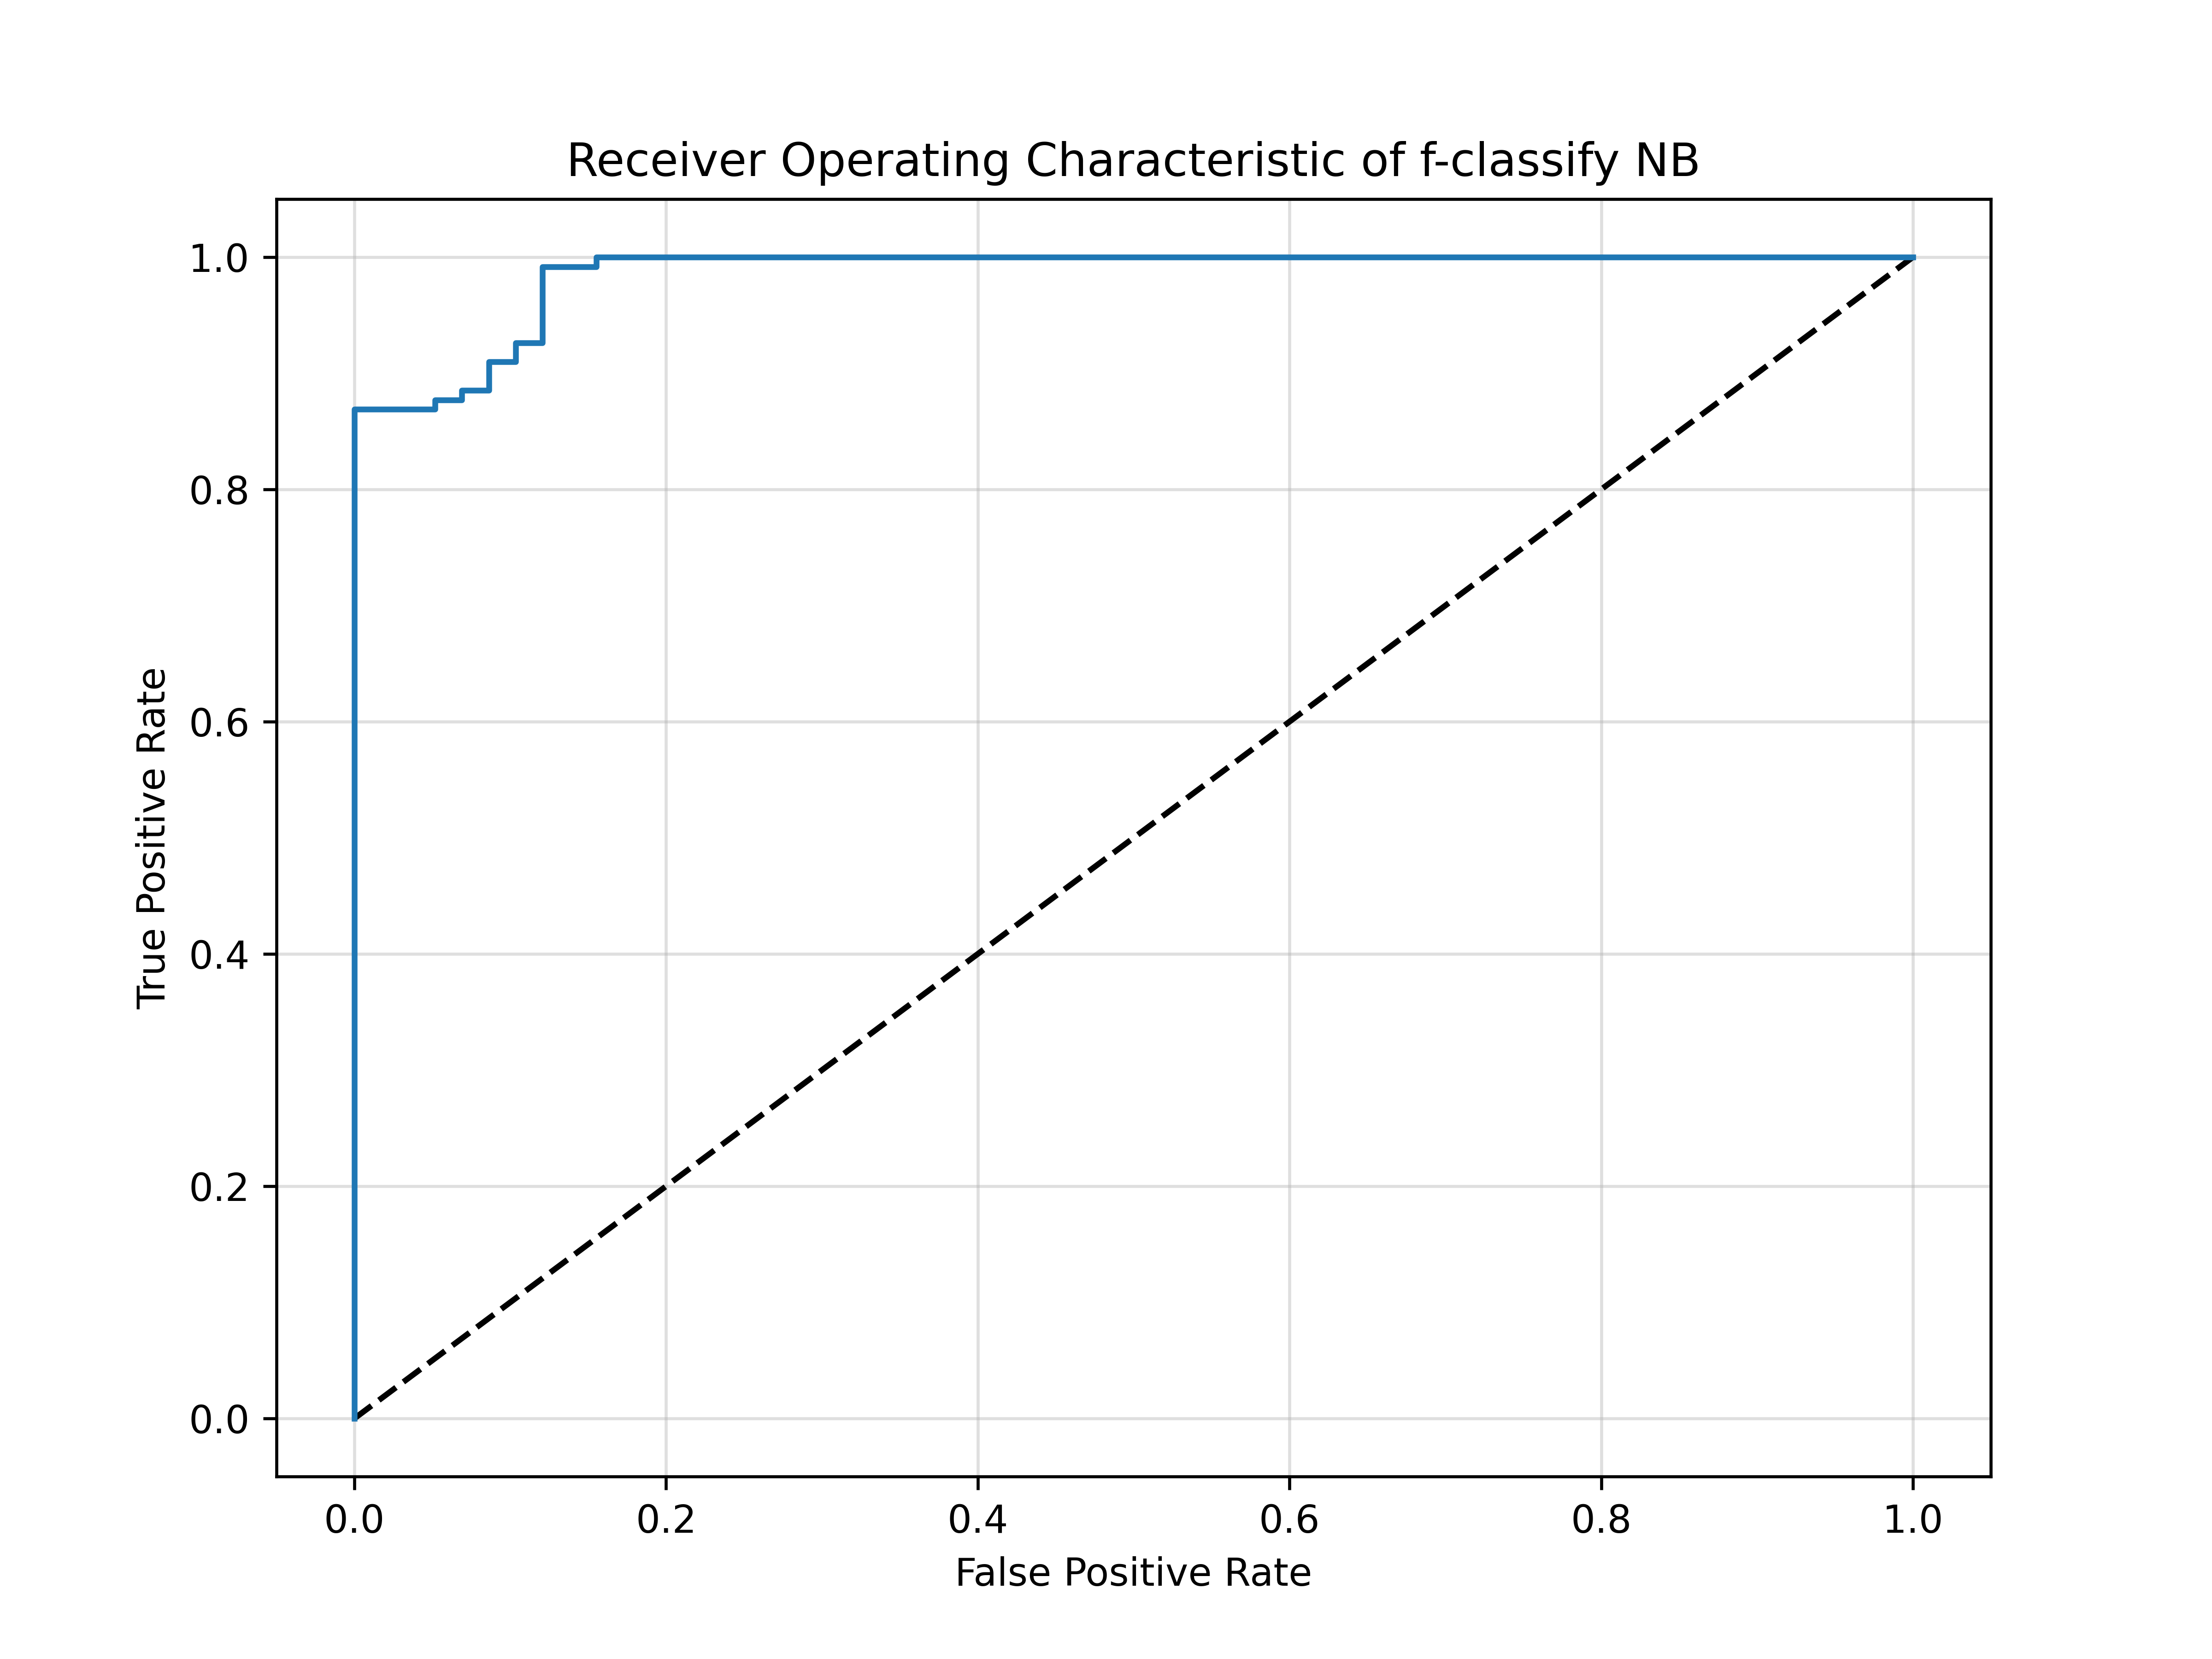 Receiver Operating Characteristic of f-classify NB
True Positive Rate
1.0
0.8
0.6
0.4
0.2
0.0
0.0 0.2 0.4 0.6 0.8 1.0
False Positive Rate